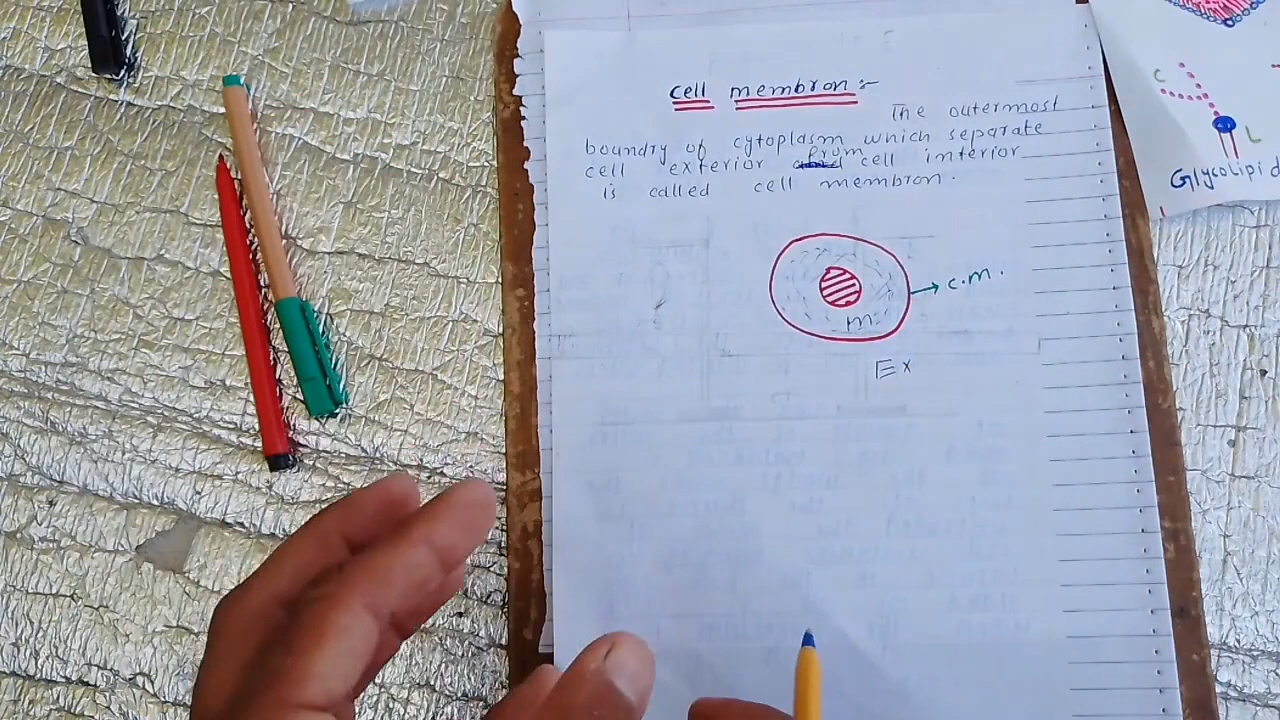 cell membron :-
The outermost
boundry of cytoplasm which separate
from
cell exterior and cell interior
is called cell membron.
c.m.
m
Ex
C
L
Glycolipid